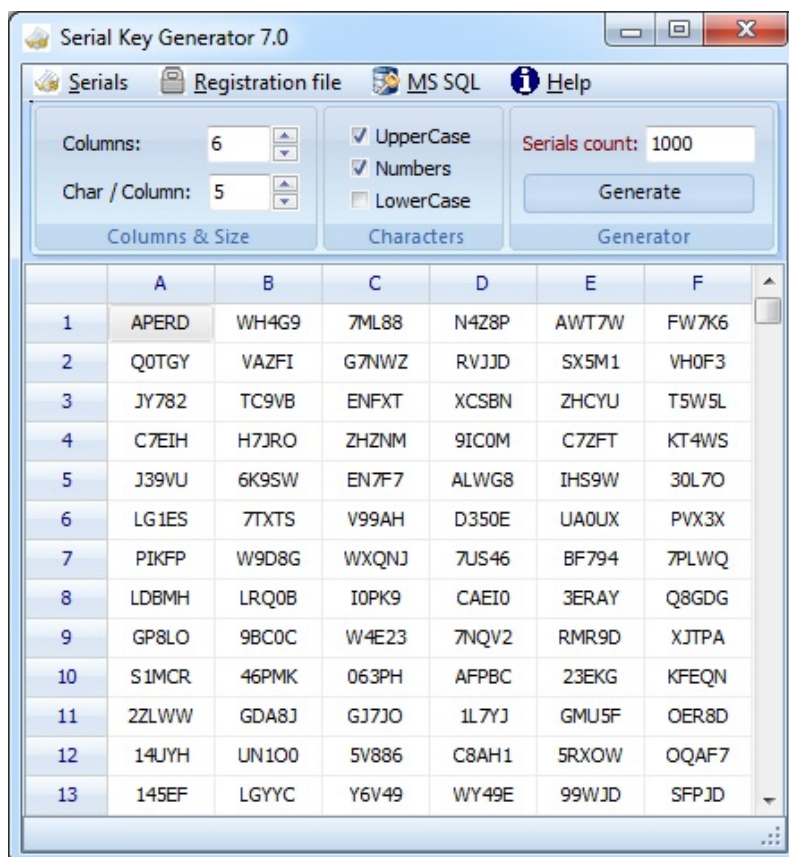 Serial Key Generator 7.0
Serials Registration file MS SQL Help
Columns: 6 UpperCase Serials count: 1000
Numbers
Char / Column: 5 LowerCase Generate
Columns & Size Characters Generator
A B C D E F
1 APERD WH4G9 7ML88 N4Z8P AWT7W FW7K6
2 Q0TGY VAZFI G7NWZ RVJJD SX5M1 VH0F3
3 JY782 TC9VB ENFXT XCSBN ZHCYU T5W5L
4 C7EIH H7JRO ZHZNM 9IC0M C7ZFT KT4WS
5 J39VU 6K9SW EN7F7 ALWG8 IHS9W 30L7O
6 LG1ES 7TXTS V99AH D350E UA0UX PVX3X
7 PIKFP W9D8G WXQNJ 7US46 BF794 7PLWQ
8 LDBMH LRQ0B I0PK9 CAEI0 3ERAY Q8GDG
9 GP8LO 9BC0C W4E23 7NQV2 RMR9D XJTPA
10 S1MCR 46PMK 063PH AFPBC 23EKG KFEQN
11 2ZLWW GDA8J GJ7JO 1L7YJ GMU5F OER8D
12 14UYH UN1O0 5V886 C8AH1 5RXOW OQAF7
13 145EF LGYYC Y6V49 WY49E 99WJD SFPJD